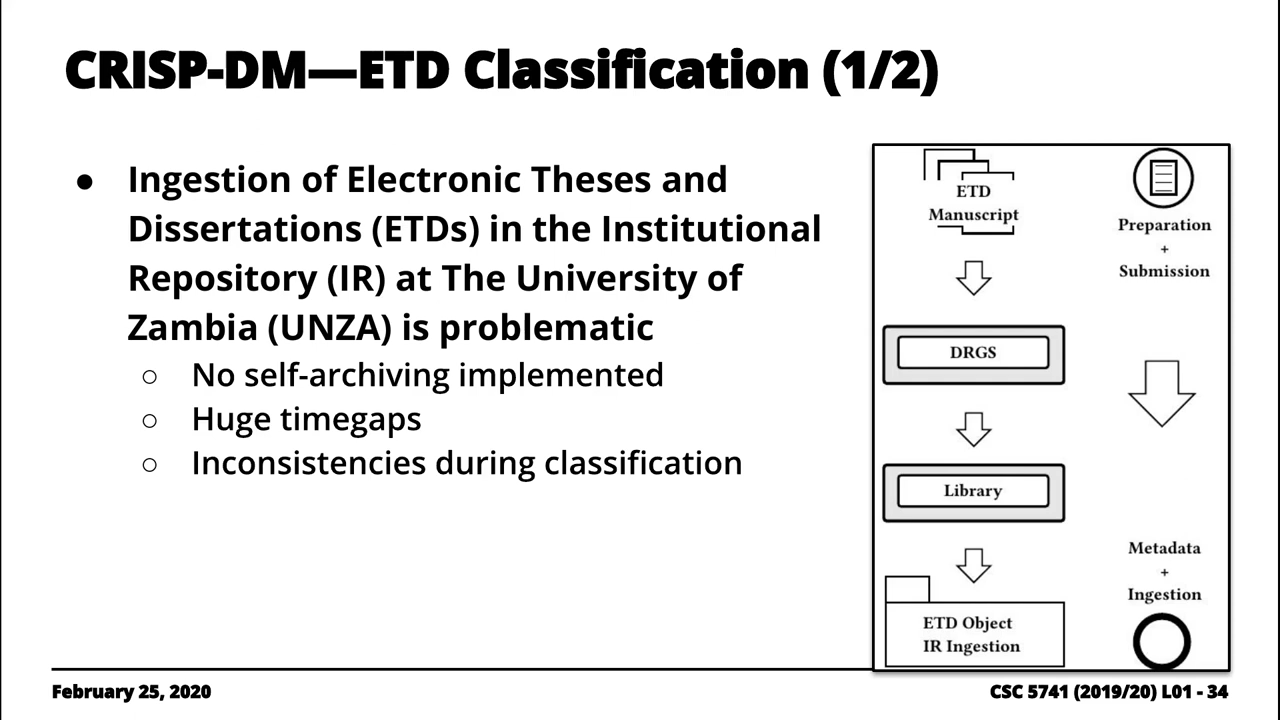 CRISP-DM—ETD Classification (1/2)
● Ingestion of Electronic Theses and
Dissertations (ETDs) in the Institutional
Repository (IR) at The University of
Zambia (UNZA) is problematic
○ No self-archiving implemented
○ Huge timegaps
○ Inconsistencies during classification
ETD
Manuscript
DRGS
Library
ETD Object
IR Ingestion
Preparation
+
Submission
Metadata
+
Ingestion
February 25, 2020
CSC 5741 (2019/20) L01 - 34